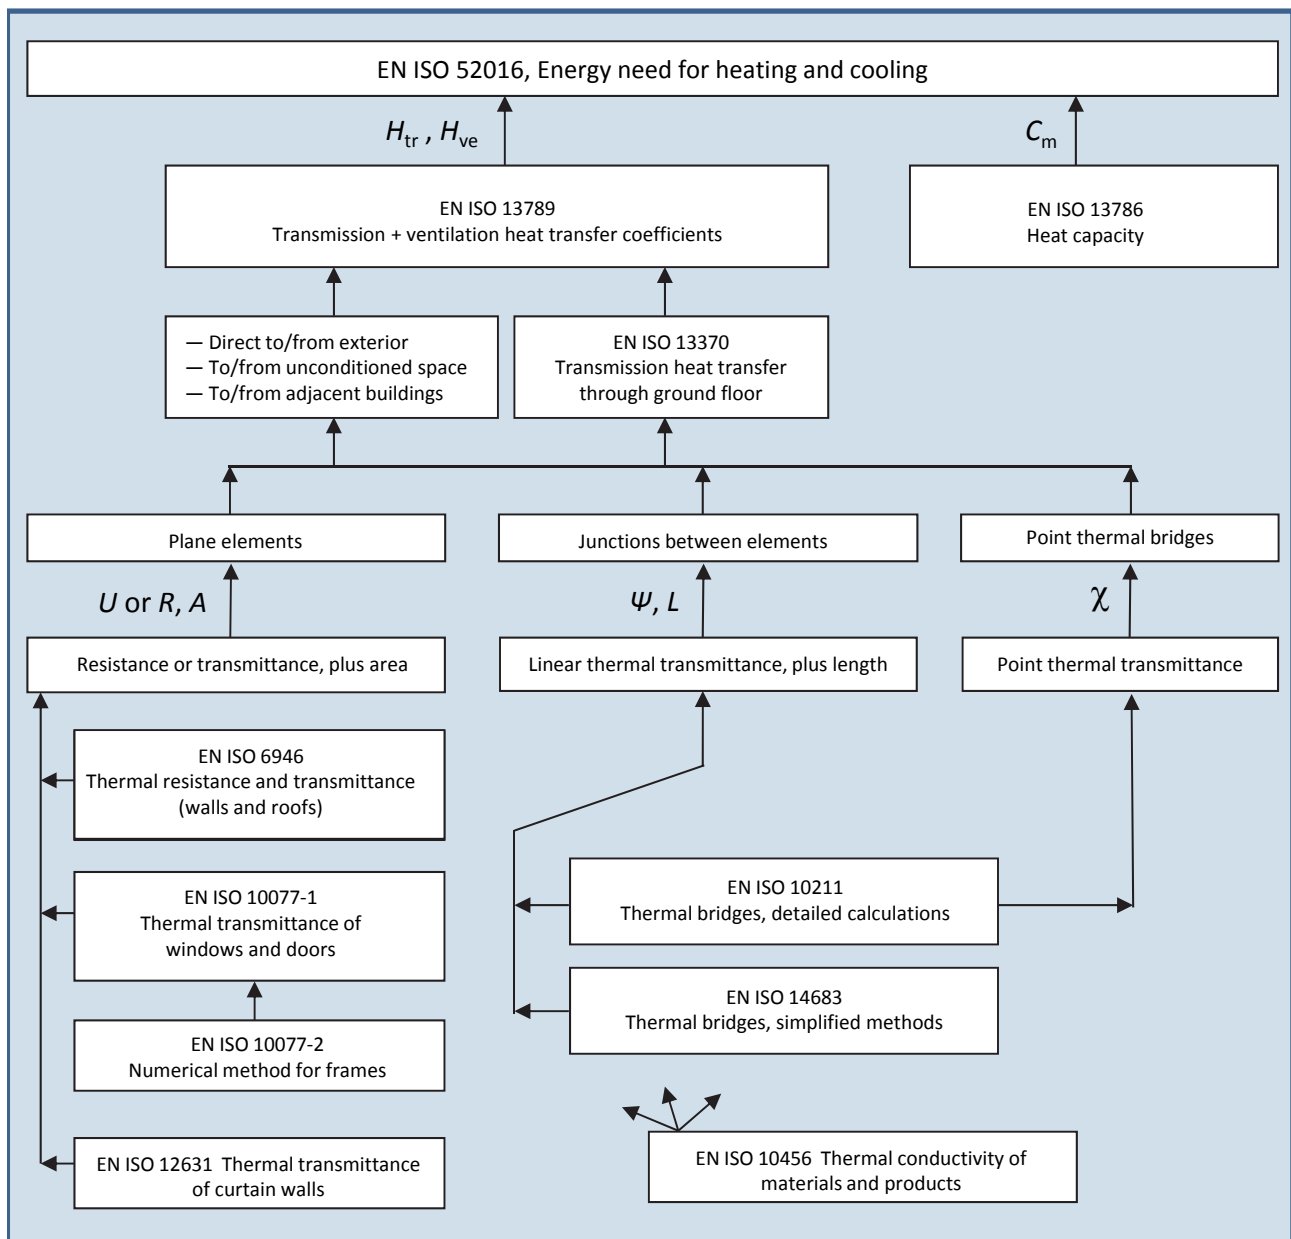 EN ISO 52016, Energy need for heating and cooling
H_tr , H_ve
C_m
EN ISO 13789
Transmission + ventilation heat transfer coefficients
EN ISO 13786
Heat capacity
— Direct to/from exterior
— To/from unconditioned space
— To/from adjacent buildings
EN ISO 13370
Transmission heat transfer
through ground floor
Plane elements
Junctions between elements
Point thermal bridges
U or R, A
Ψ, L
χ
Resistance or transmittance, plus area
Linear thermal transmittance, plus length
Point thermal transmittance
EN ISO 6946
Thermal resistance and transmittance
(walls and roofs)
EN ISO 10077-1
Thermal transmittance of
windows and doors
EN ISO 10211
Thermal bridges, detailed calculations
EN ISO 14683
Thermal bridges, simplified methods
EN ISO 10077-2
Numerical method for frames
EN ISO 12631 Thermal transmittance
of curtain walls
EN ISO 10456 Thermal conductivity of
materials and products